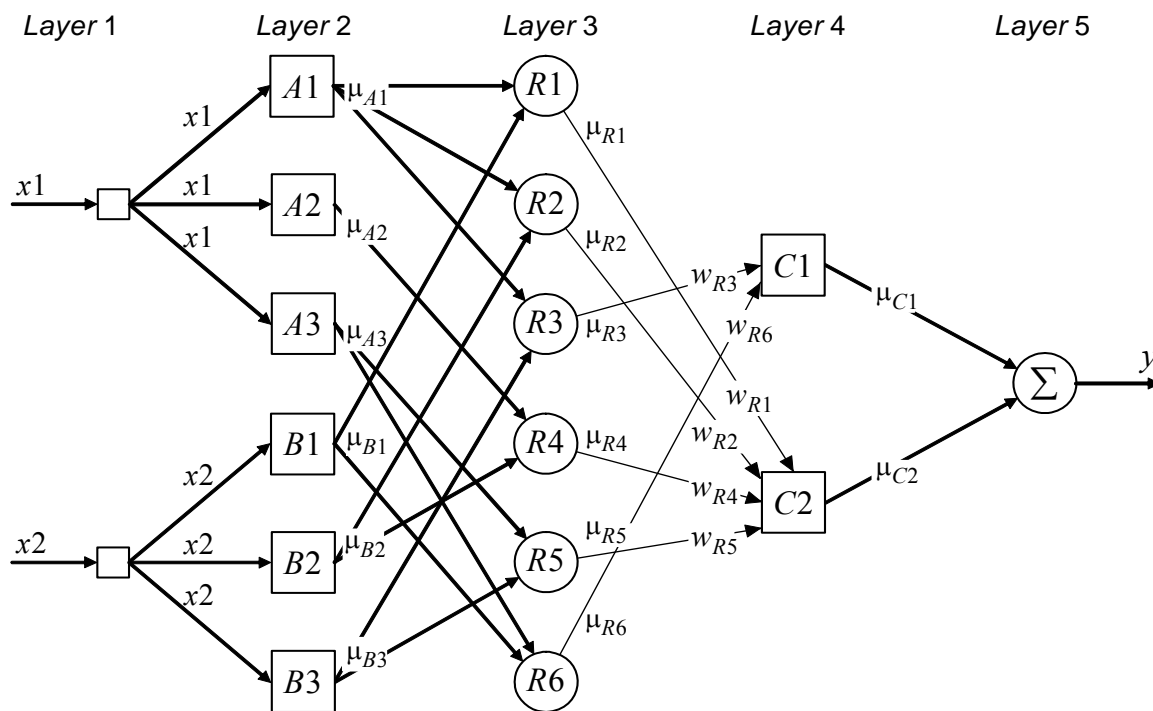 Layer 1 Layer 2 Layer 3 Layer 4 Layer 5
A1 μA1 R1
x1 μR1
x1 x1 A2 μA2 R2 μR2
x1 wR3 C1 μC1
A3 μA3 R3 μR3 wR6
y
Σ
wR1
B1 μB1 R4 μR4 wR2
x2 wR4 C2 μC2
x2 x2 B2 μB2 R5 μR5 wR5
x2
μR6
B3 μB3 R6